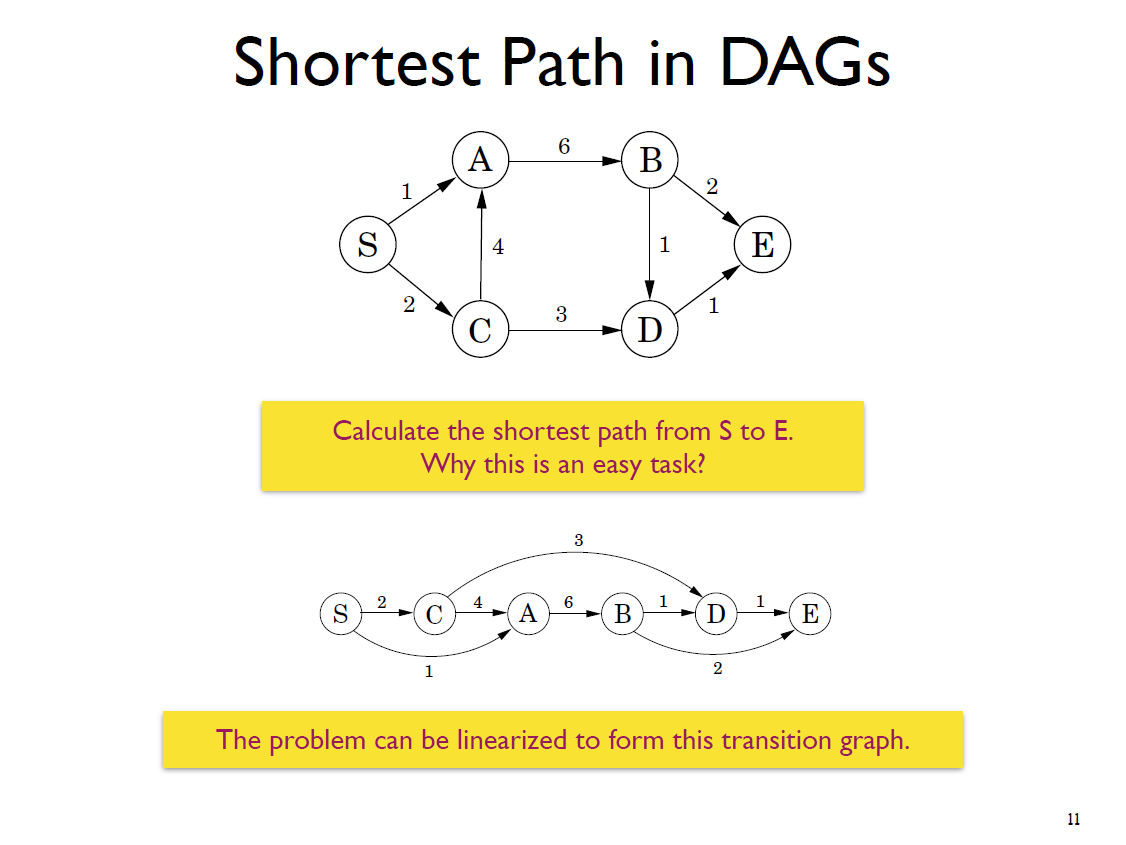 Shortest Path in DAGs
A 6 B
1 2
S 4 1 E
2 3 1
C D
Calculate the shortest path from S to E.
Why this is an easy task?
3
S 2 C 4 A 6 B 1 D 1 E
1 2
The problem can be linearized to form this transition graph.
11